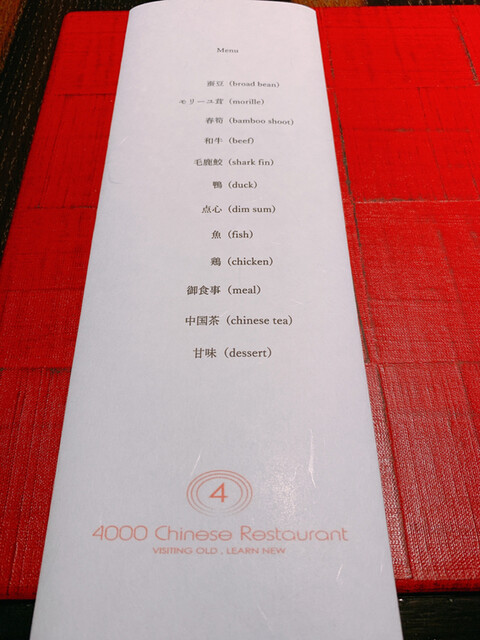 Menu
蚕豆（broad bean）
モリーユ茸（morille）
春筍（bamboo shoot）
和牛（beef）
毛鹿鮫（shark fin）
鴨（duck）
点心（dim sum）
魚（fish）
鶏（chicken）
御食事（meal）
中国茶（chinese tea）
甘味（dessert）
4
4000 Chinese Restaurant
VISITING OLD , LEARN NEW